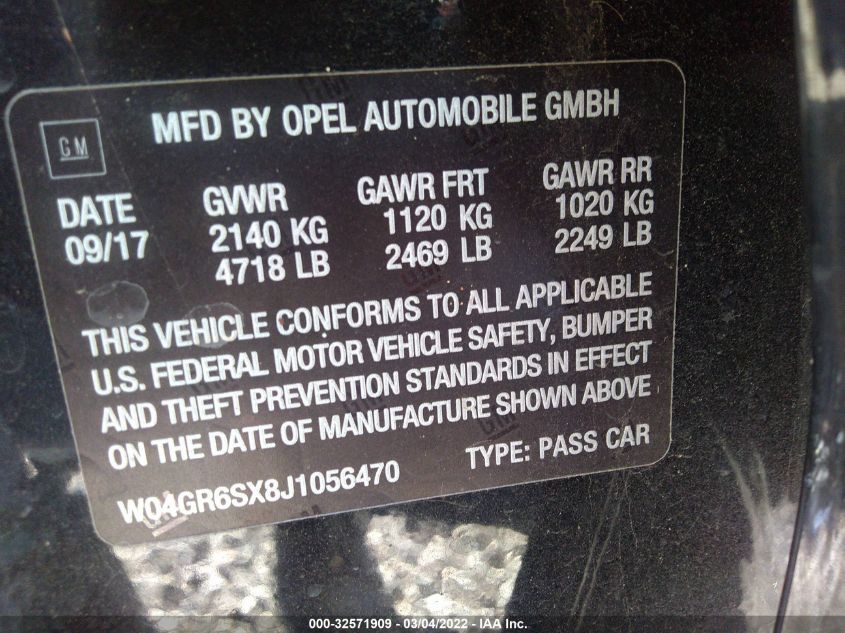 MFD BY OPEL AUTOMOBILE GMBH
GM
DATE GVWR GAWR FRT GAWR RR
09/17 2140 KG 1120 KG 1020 KG
4718 LB 2469 LB 2249 LB
THIS VEHICLE CONFORMS TO ALL APPLICABLE
U.S. FEDERAL MOTOR VEHICLE SAFETY, BUMPER
AND THEFT PREVENTION STANDARDS IN EFFECT
ON THE DATE OF MANUFACTURE SHOWN ABOVE
W04GR6SX8J1056470 TYPE: PASS CAR
000-32571909 - 03/04/2022 - IAA Inc.